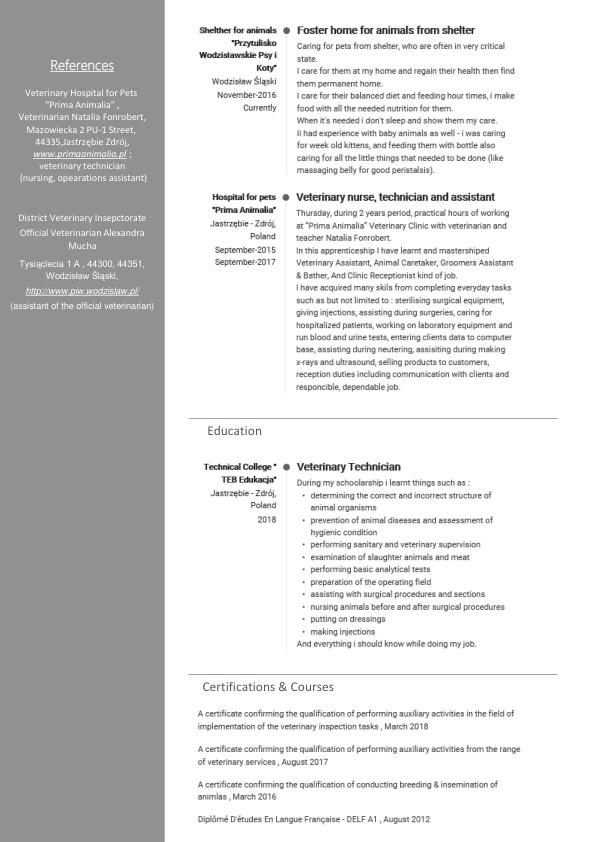 References
Veterinary Hospital for Pets
"Prima Animalia" ,
Veterinarian Natalia Fonrobert,
Mazowiecka 2 PU-1 Street,
44335,Jastrzębie Zdrój,
www.primaanimalia.pl ;
veterinary technician
(nursing, opearations assistant)
District Veterinary Insepctorate
Official Veterinarian Alexandra
Mucha
Tysiąclecia 1 A , 44300, 44351,
Wodzisław Śląski,
http://www.piw.wodzislaw.pl/
(assistant of the official veterinarian)
Shelther for animals
"Przytulisko
Wodzisławskie Psy i
Koty"
Wodzisław Śląski
November-2016
Currently
Foster home for animals from shelter
Caring for pets from shelter, who are often in very critical
state.
I care for them at my home and regain their health then find
them permanent home.
I care for their balanced diet and feeding hour times, i make
food with all the needed nutrition for them.
When it's needed i don't sleep and show them my care.
Ii had experience with baby animals as well - i was caring
for week old kittens, and feeding them with bottle also
caring for all the little things that needed to be done (like
massaging belly for good peristalsis).
Hospital for pets
"Prima Animalia"
Jastrzębie - Zdrój,
Poland
September-2015
September-2017
Veterinary nurse, technician and assistant
Thursday, during 2 years period, practical hours of working
at "Prima Animalia" Veterinary Clinic with veterinarian and
teacher Natalia Fonrobert.
In this apprenticeship I have learnt and mastershiped
Veterinary Assistant, Animal Caretaker, Groomers Assistant
& Bather, And Clinic Receptionist kind of job.
I have acquired many skils from completing everyday tasks
such as but not limited to : sterilising surgical equipment,
giving injections, assisting during surgeries, caring for
hospitalized patients, working on laboratory equipment and
run blood and urine tests, entering clients data to computer
base, assisting during neutering, assisiting during making
x-rays and ultrasound, selling products to customers,
reception duties including communication with clients and
responcible, dependable job.
Education
Technical College "
TEB Edukacja"
Jastrzębie - Zdrój,
Poland
2018
Veterinary Technician
During my schoolarship i learnt things such as :
• determining the correct and incorrect structure of
animal organisms
• prevention of animal diseases and assessment of
hygienic condition
• performing sanitary and veterinary supervision
• examination of slaughter animals and meat
• performing basic analytical tests
• preparation of the operating field
• assisting with surgical procedures and sections
• nursing animals before and after surgical procedures
• putting on dressings
• making injections
And everything i should know while doing my job.
Certifications & Courses
A certificate confirming the qualification of performing auxiliary activities in the field of
implementation of the veterinary inspection tasks , March 2018
A certificate confirming the qualification of performing auxiliary activities from the range
of veterinary services , August 2017
A certificate confirming the qualification of conducting breeding & insemination of
animlas , March 2016
Diplômé D'études En Langue Française - DELF A1 , August 2012